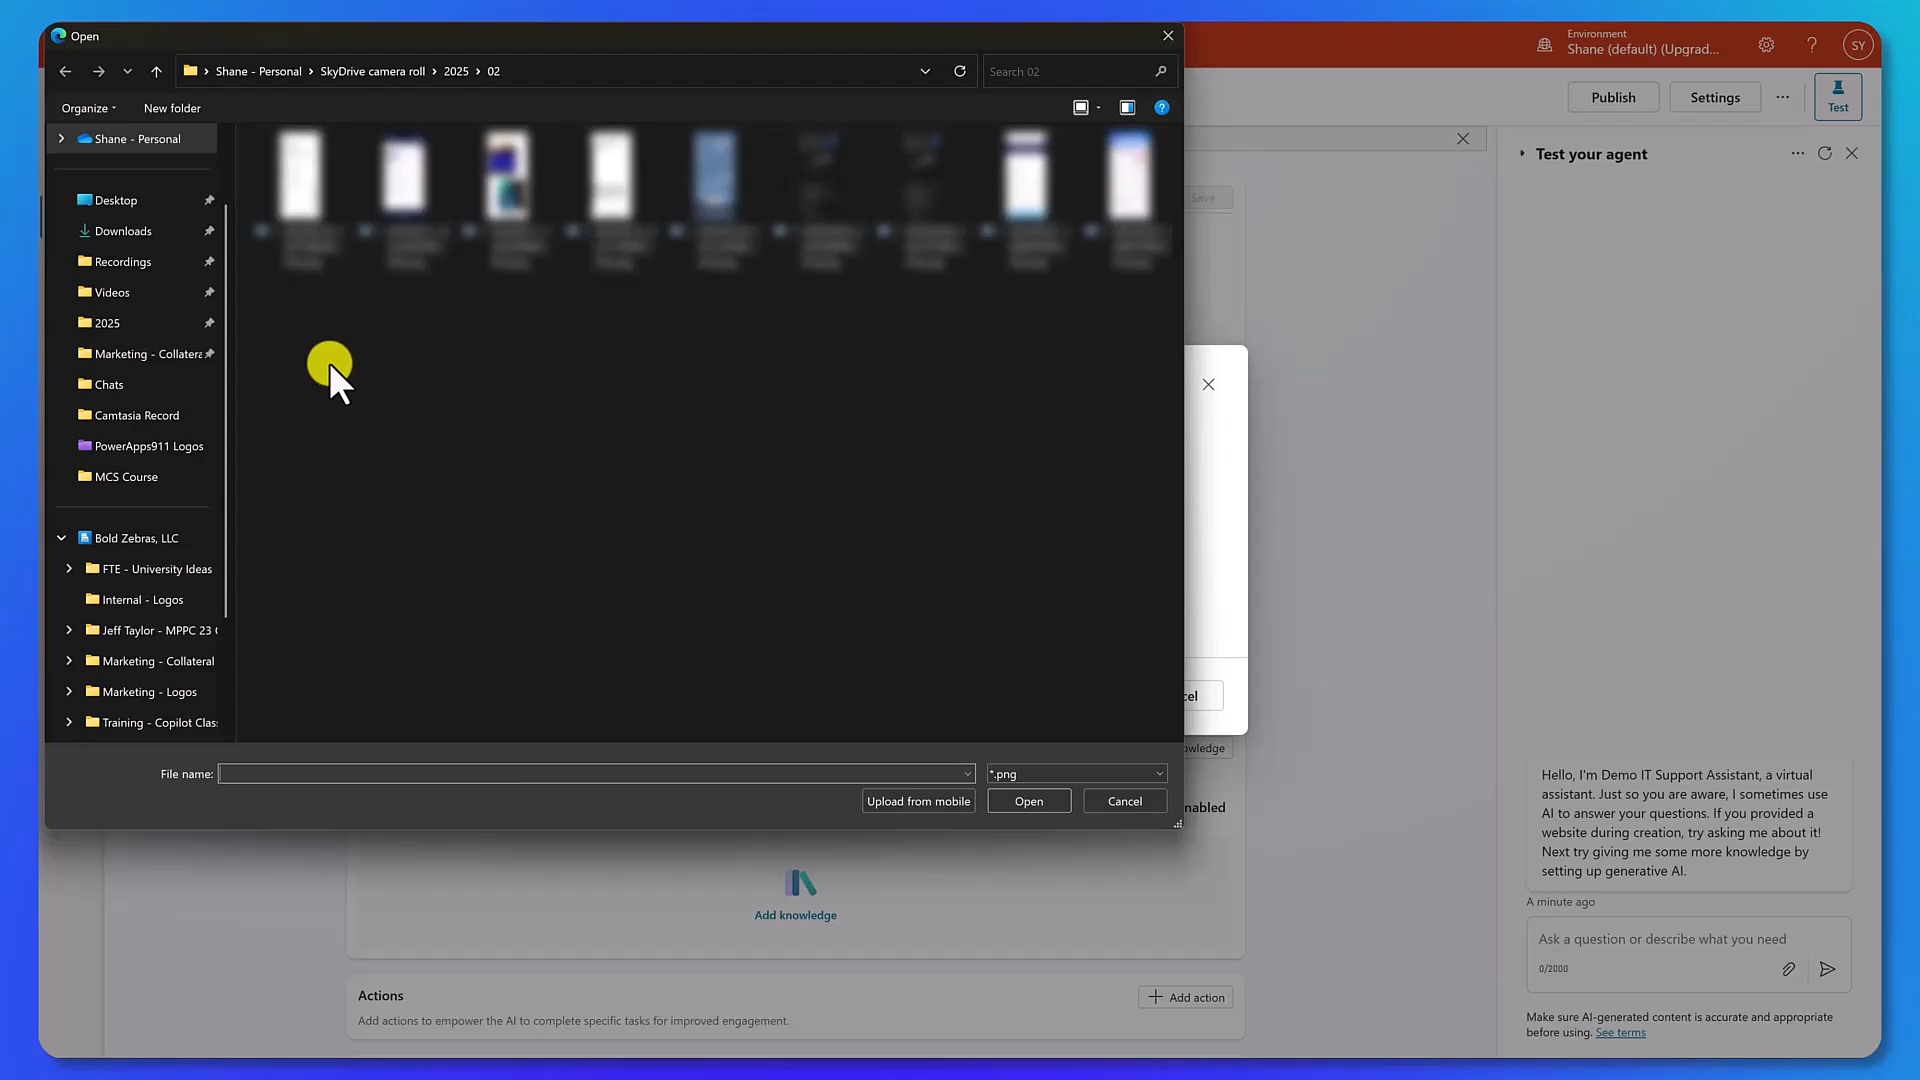 Open
Shane - Personal > SkyDrive camera roll > 2025 > 02
Search 02
Organize
New folder
Shane - Personal
Desktop
Downloads
Recordings
Videos
2025
Marketing - Collatera
Chats
Camtasia Record
PowerApps911 Logos
MCS Course
Bold Zebras, LLC
FTE - University Ideas
Internal - Logos
Jeff Taylor - MPPC 23
Marketing - Collateral
Marketing - Logos
Training - Copilot Clas
File name:
*.png
Upload from mobile
Open
Cancel
Environment
Shane (default) (Upgrad...
SY
Publish
Settings
Test
Save
Test your agent
cel
owledge
nabled
Add knowledge
Actions
Add action
Add actions to empower the AI to complete specific tasks for improved engagement.
Hello, I'm Demo IT Support Assistant, a virtual
assistant. Just so you are aware, I sometimes use
AI to answer your questions. If you provided a
website during creation, try asking me about it!
Next try giving me some more knowledge by
setting up generative AI.
A minute ago
Ask a question or describe what you need
0/2000
Make sure AI-generated content is accurate and appropriate
before using. See terms